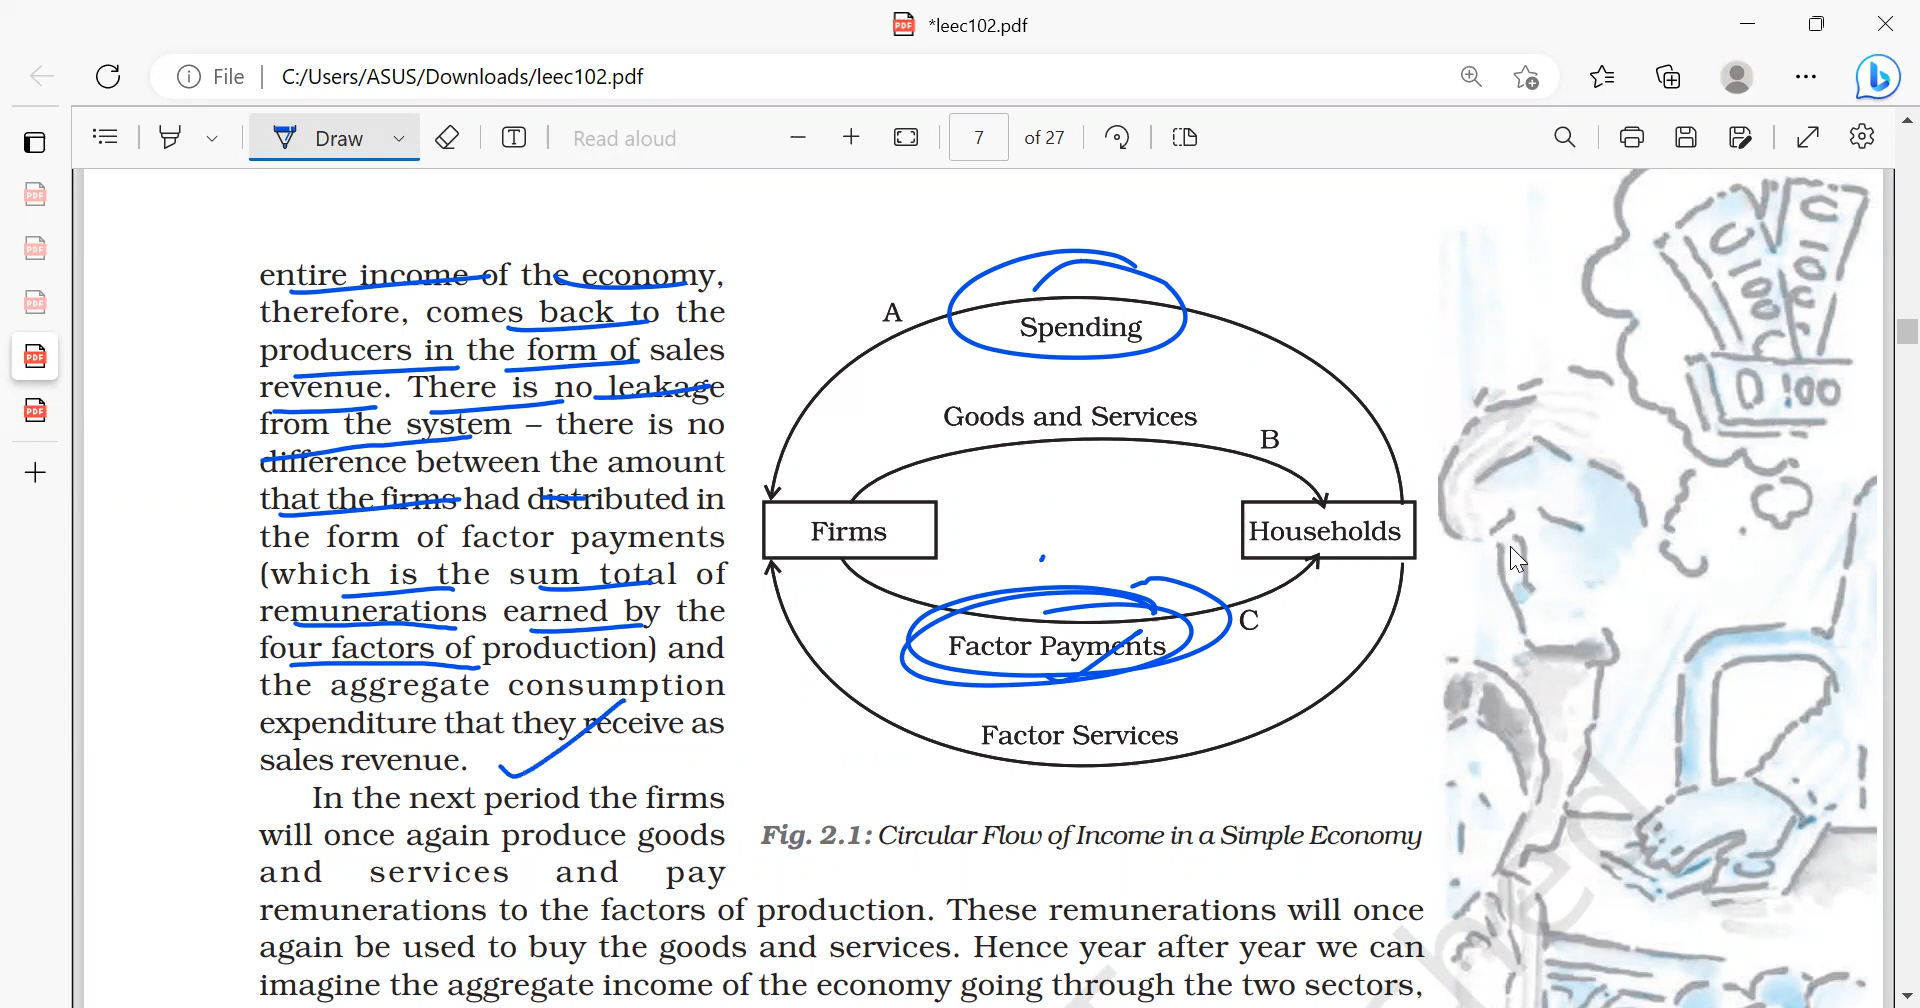 *leec102.pdf
File
C:/Users/ASUS/Downloads/leec102.pdf
Draw
Read aloud
7
of 27
entire income of the economy,
therefore, comes back to the
producers in the form of sales
revenue. There is no leakage
from the system – there is no
difference between the amount
that the firms had distributed in
the form of factor payments
(which is the sum total of
remunerations earned by the
four factors of production) and
the aggregate consumption
expenditure that they receive as
sales revenue.
In the next period the firms
will once again produce goods
and services and pay
remunerations to the factors of production. These remunerations will once
again be used to buy the goods and services. Hence year after year we can
imagine the aggregate income of the economy going through the two sectors,
A
Spending
Goods and Services
B
Firms
Households
C
Factor Payments
Factor Services
Fig. 2.1: Circular Flow of Income in a Simple Economy